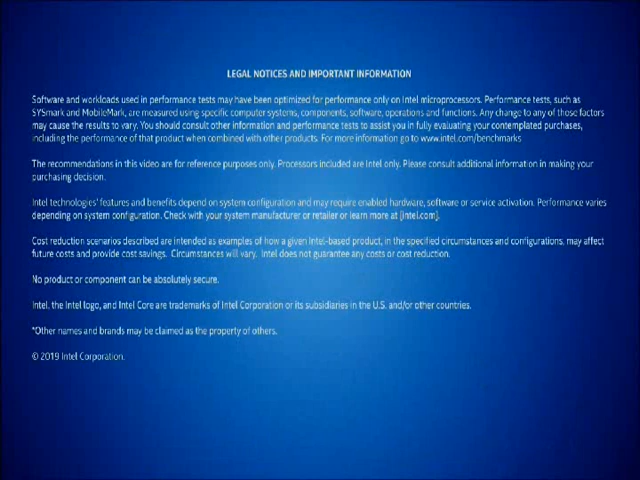 LEGAL NOTICES AND IMPORTANT INFORMATION
Software and workloads used in performance tests may have been optimized for performance only on Intel microprocessors. Performance tests, such as
SYSmark and MobileMark, are measured using specific computer systems, components, software, operations and functions. Any change to any of those factors
may cause the results to vary. You should consult other information and performance tests to assist you in fully evaluating your contemplated purchases,
including the performance of that product when combined with other products. For more information go to www.intel.com/benchmarks
The recommendations in this video are for reference purposes only. Processors included are Intel only. Please consult additional information in making your
purchasing decision.
Intel technologies' features and benefits depend on system configuration and may require enabled hardware, software or service activation. Performance varies
depending on system configuration. Check with your system manufacturer or retailer or learn more at [intel.com].
Cost reduction scenarios described are intended as examples of how a given Intel-based product, in the specified circumstances and configurations, may affect
future costs and provide cost savings. Circumstances will vary. Intel does not guarantee any costs or cost reduction.
No product or component can be absolutely secure.
Intel, the Intel logo, and Intel Core are trademarks of Intel Corporation or its subsidiaries in the U.S. and/or other countries.
*Other names and brands may be claimed as the property of others.
© 2019 Intel Corporation.